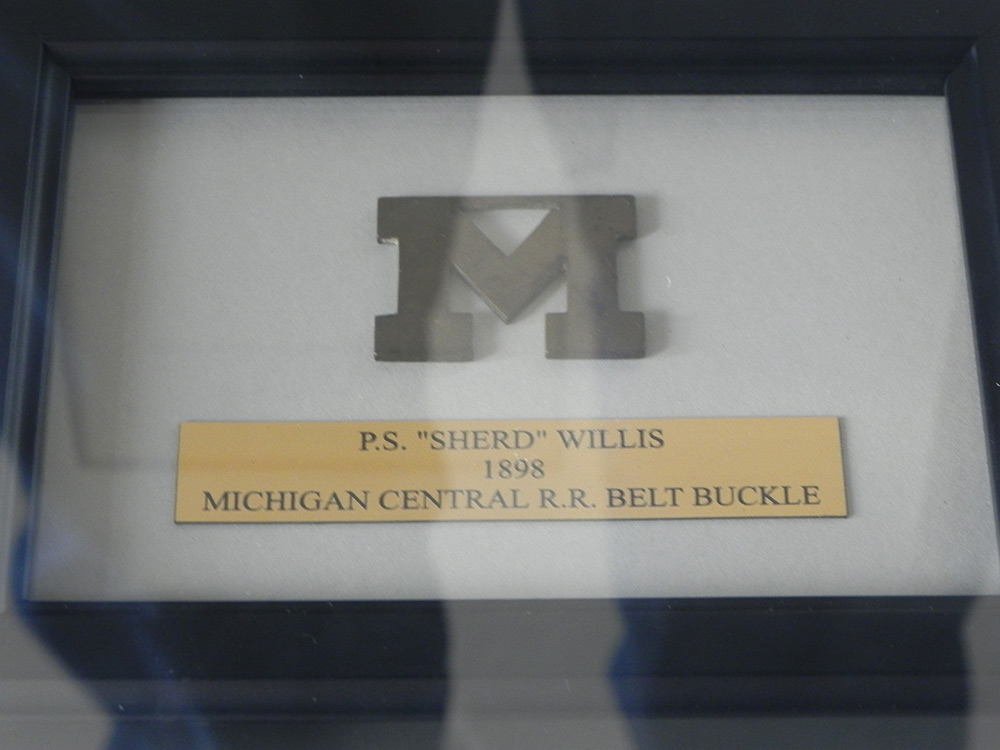 M
P.S. "SHERD" WILLIS
1898
MICHIGAN CENTRAL R.R. BELT BUCKLE